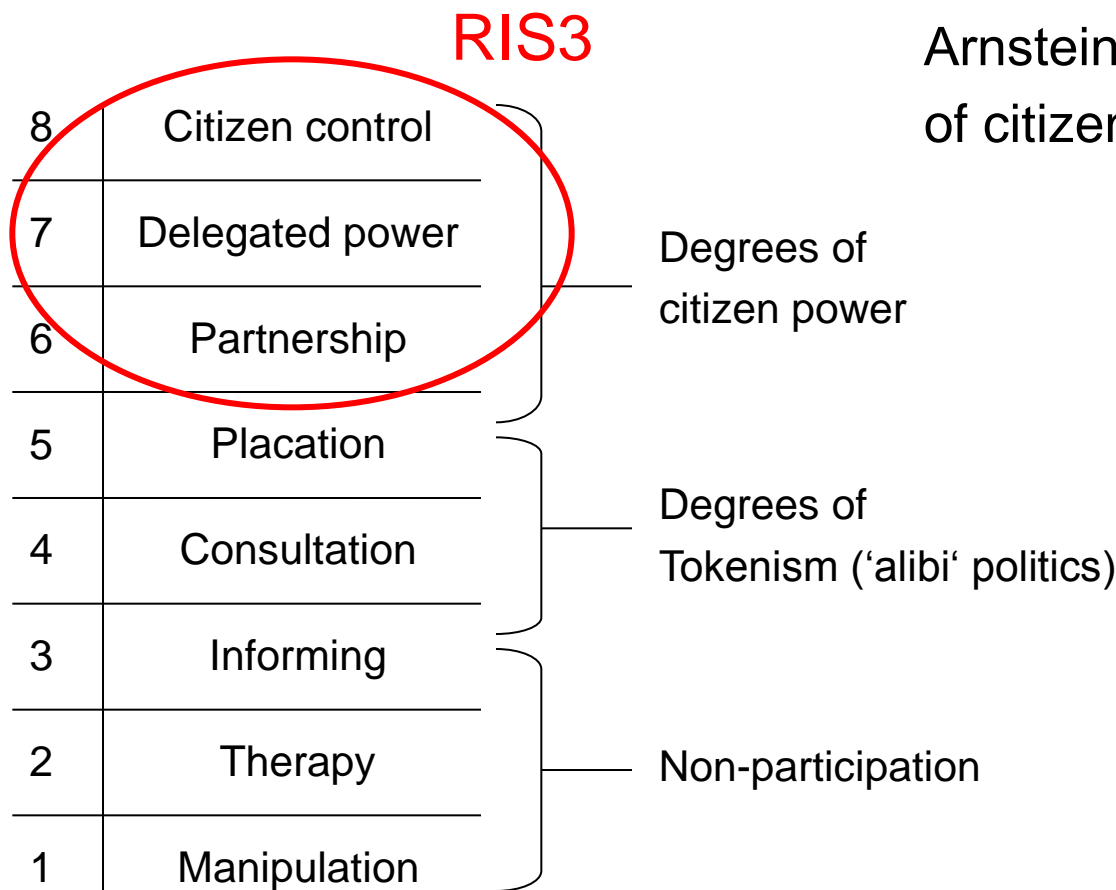 RIS3
Arnstein
of citizen
8 Citizen control
7 Delegated power
6 Partnership
5 Placation
4 Consultation
3 Informing
2 Therapy
1 Manipulation
Degrees of
citizen power
Degrees of
Tokenism (‘alibi‘ politics)
Non-participation